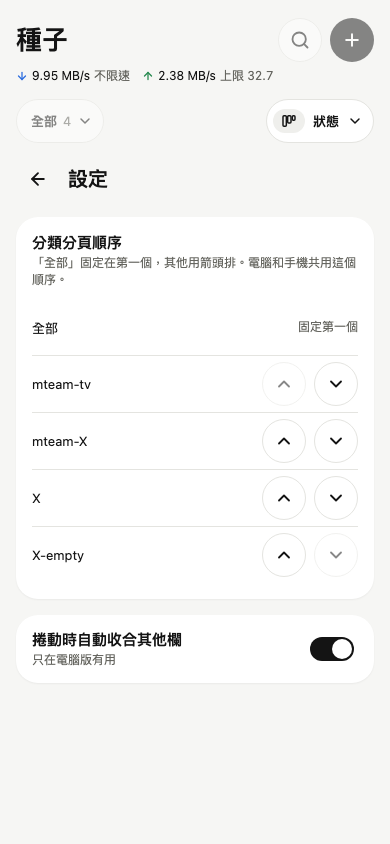 種子
9.95 MB/s 不限速 2.38 MB/s 上限 32.7
全部 4
狀態
設定
分類分頁順序
「全部」固定在第一個，其他用箭頭排。電腦和手機共用這個
順序。
全部 固定第一個
mteam-tv
mteam-X
X
X-empty
捲動時自動收合其他欄
只在電腦版有用